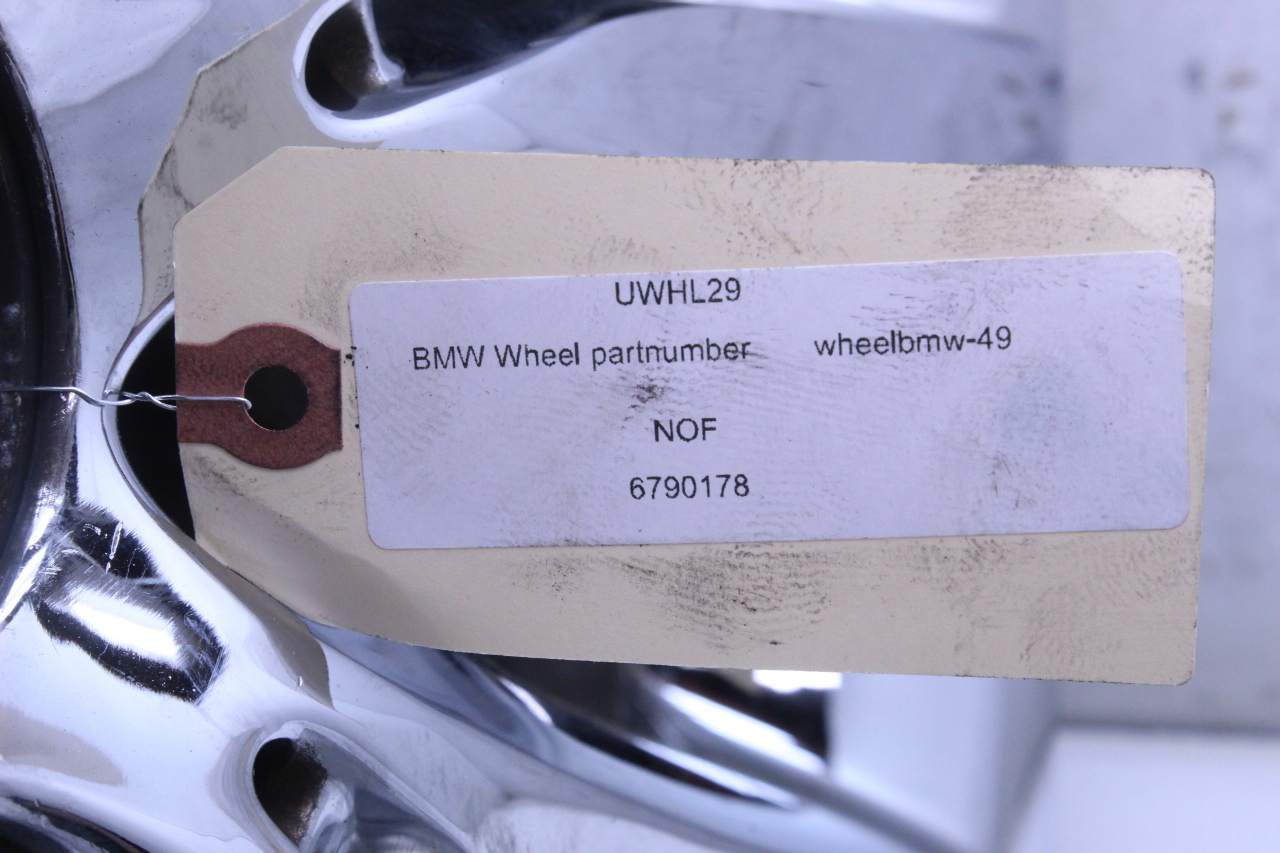 UWHL29
BMW Wheel partnumber wheelbmw-49
NOF
6790178